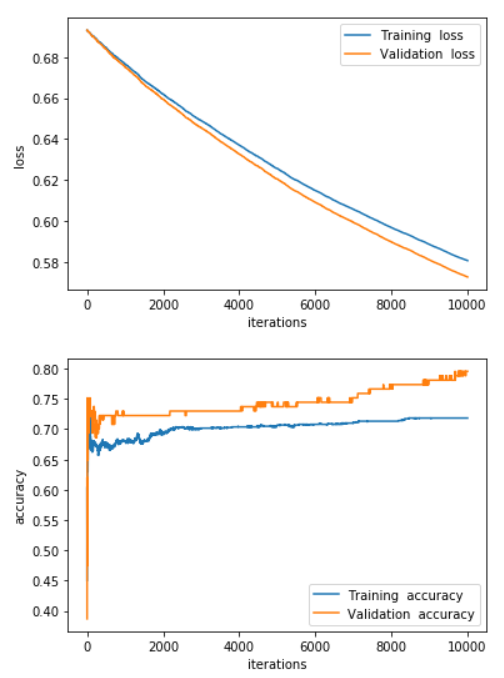 0.68
0.66
0.64
0.62
0.60
0.58
loss
Training loss
Validation loss
0 2000 4000 6000 8000 10000
iterations
0.80
0.75
0.70
0.65
0.60
0.55
0.50
0.45
0.40
accuracy
Training accuracy
Validation accuracy
0 2000 4000 6000 8000 10000
iterations